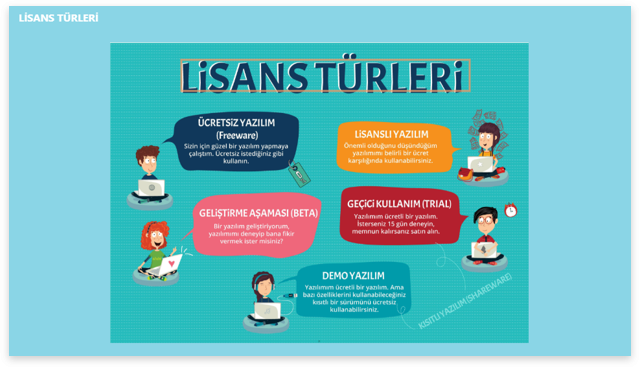 LİSANS TÜRLERİ
LİSANS TÜRLERİ
ÜCRETSİZ YAZILIM
(Freeware)
Sizin için güzel bir yazılım yapmaya
çalıştım. Ücretsiz istediğiniz gibi
kullanın.
LİSANSLI YAZILIM
Önemli olduğunu düşündüğüm
yazılımımı belirli bir ücret
karşılığında kullanabilirsiniz.
GELİŞTİRME AŞAMASI (BETA)
Bir yazılım geliştiriyorum,
yazılımımı deneyip bana fikir
vermek ister misiniz?
GEÇİCİ KULLANIM (TRIAL)
Yazılımım ücretli bir yazılım.
İsterseniz 15 gün deneyin,
memnun kalırsanız satın alın.
DEMO YAZILIM
Yazılımım ücretli bir yazılım. Ama
bazı özelliklerini kullanabileceğiniz
kısıtlı bir sürümünü ücretsiz
kullanabilirsiniz.
KISITLI YAZILIM (SHAREWARE)